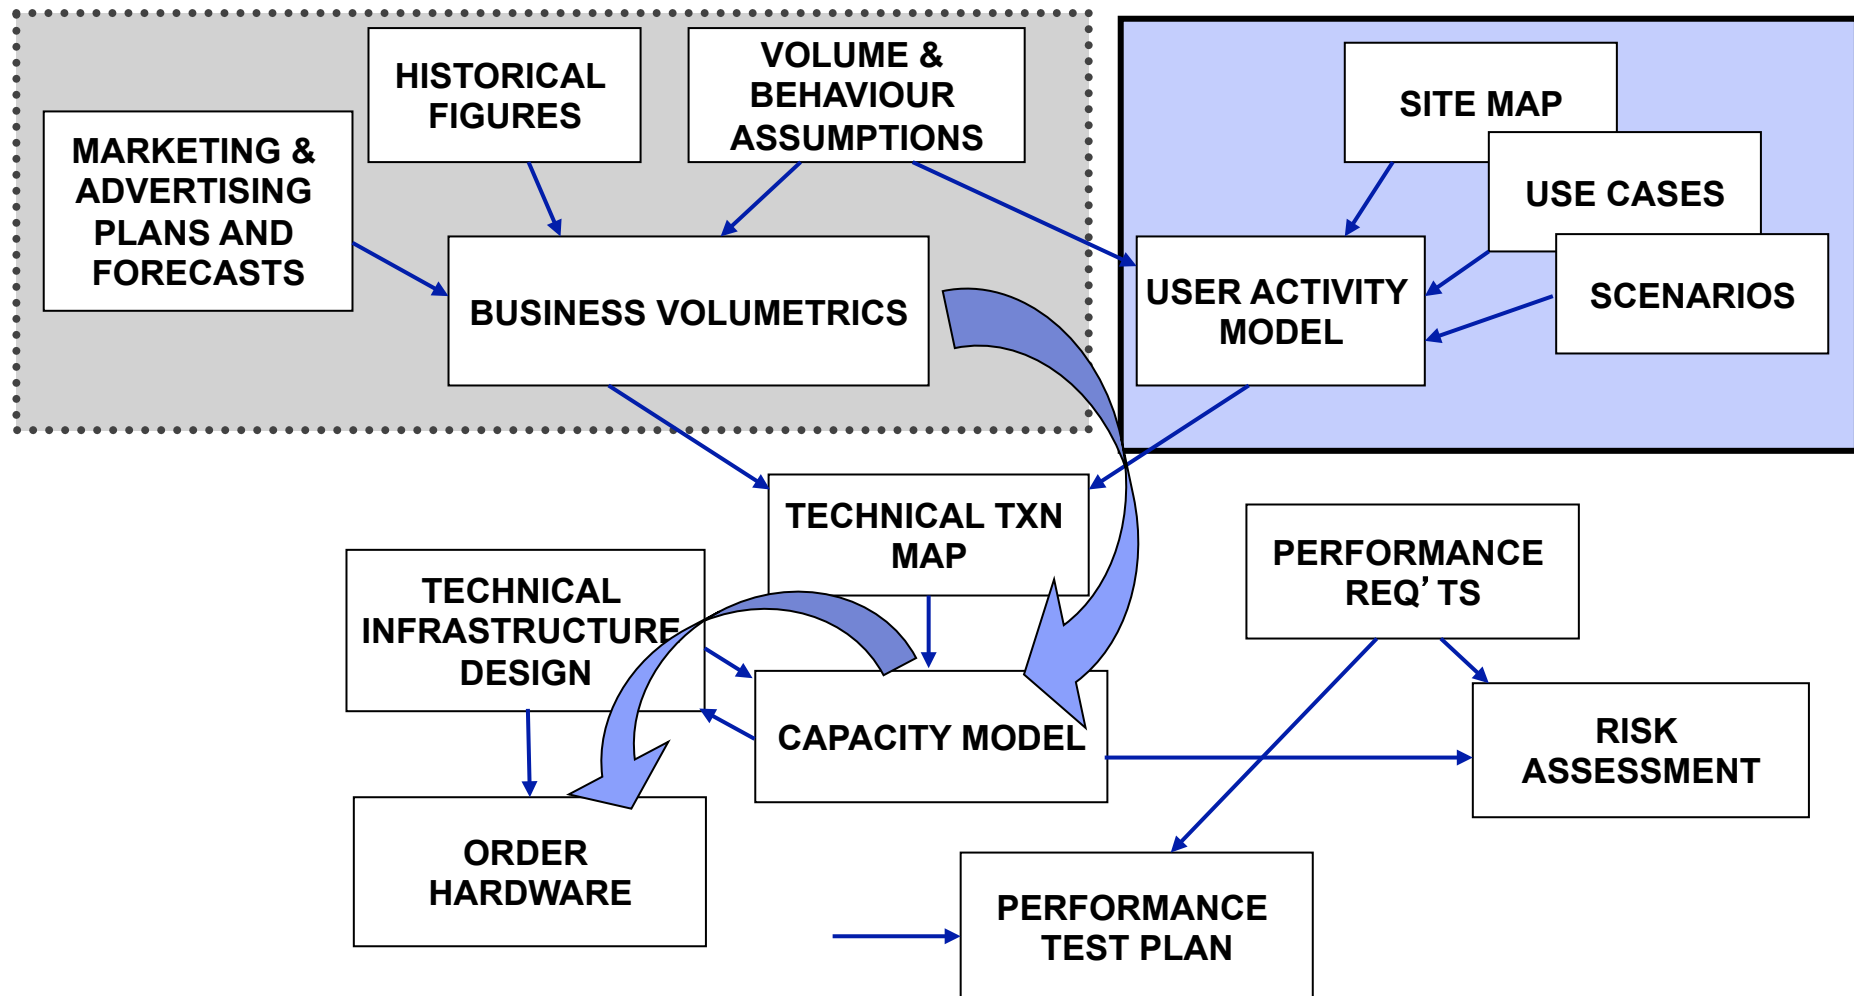 HISTORICAL
FIGURES
VOLUME &
BEHAVIOUR
ASSUMPTIONS
SITE MAP
MARKETING &
ADVERTISING
PLANS AND
FORECASTS
USE CASES
BUSINESS VOLUMETRICS
USER ACTIVITY
MODEL
SCENARIOS
TECHNICAL TXN
MAP
PERFORMANCE
REQ’ TS
TECHNICAL
INFRASTRUCTURE
DESIGN
CAPACITY MODEL
RISK
ASSESSMENT
ORDER
HARDWARE
PERFORMANCE
TEST PLAN